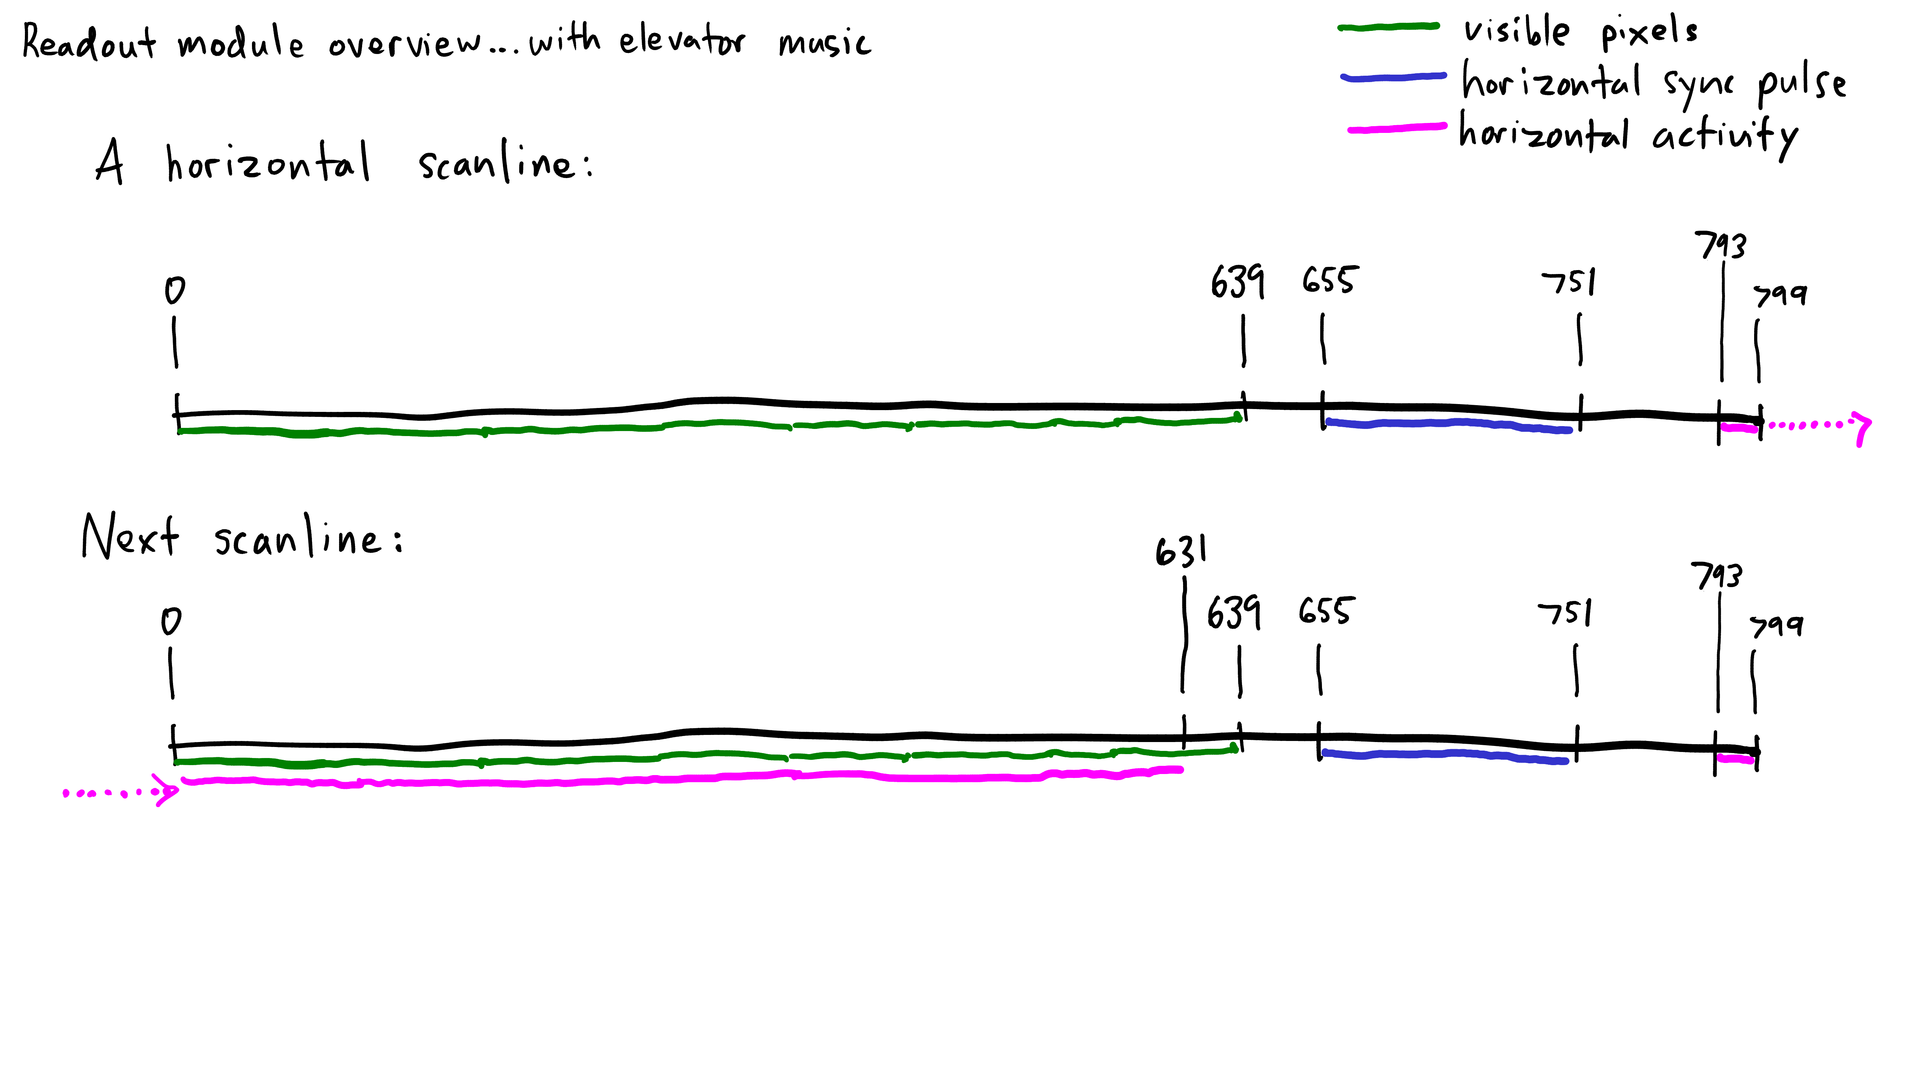 Readout module overview...with elevator music
visible pixels
horizontal sync pulse
horizontal activity
A horizontal scanline:
0 639 655 751 793 799
Next scanline:
0 631 639 655 751 793 799